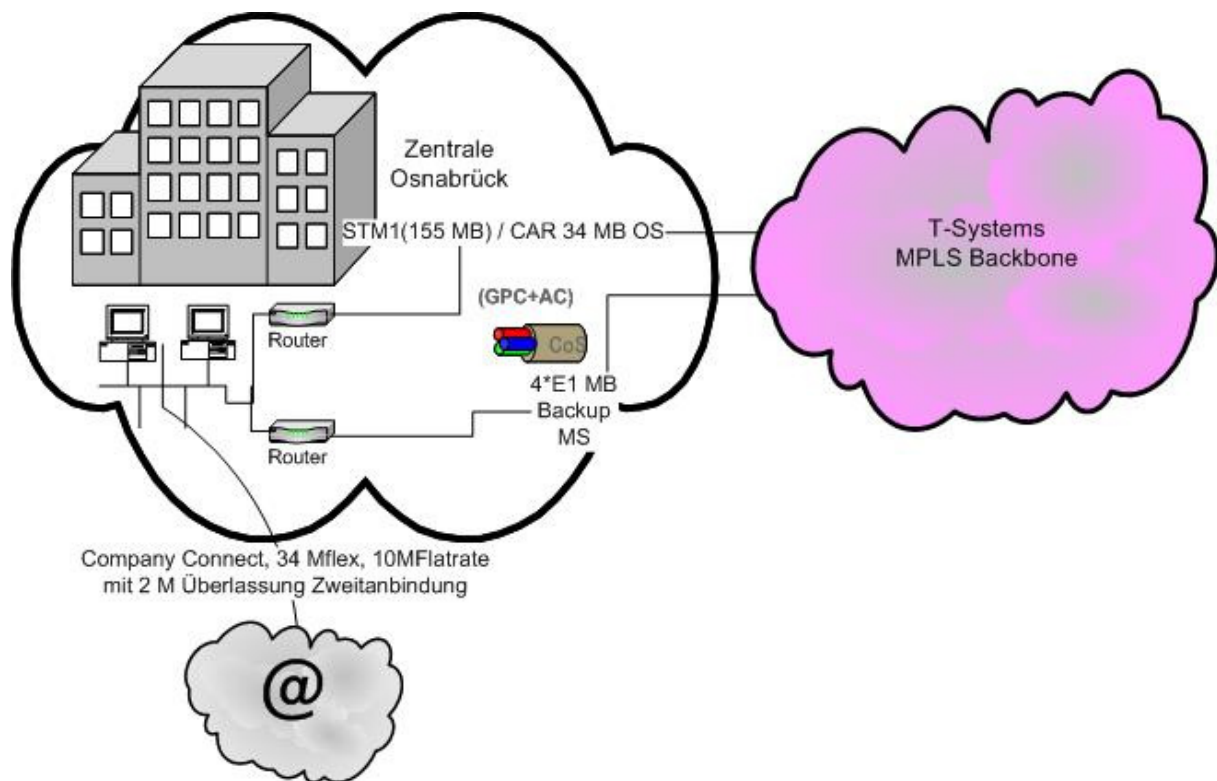 Zentrale
Osnabrück
STM1(155 MB) / CAR 34 MB OS
T-Systems
MPLS Backbone
(GPC+AC)
Router
CoS
4*E1 MB
Backup
MS
Router
Company Connect, 34 Mflex, 10MFlatrate
mit 2 M Überlassung Zweitanbindung
@